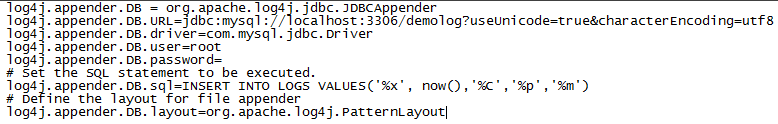 log4j.appender.DB = org.apache.log4j.jdbc.JDBCAppender
log4j.appender.DB.URL=jdbc:mysql://localhost:3306/demolog?useUnicode=true&characterEncoding=utf8
log4j.appender.DB.driver=com.mysql.jdbc.Driver
log4j.appender.DB.user=root
log4j.appender.DB.password=
# Set the SQL statement to be executed.
log4j.appender.DB.sql=INSERT INTO LOGS VALUES('%x', now(),'%C','%p','%m')
# Define the layout for file appender
log4j.appender.DB.layout=org.apache.log4j.PatternLayout